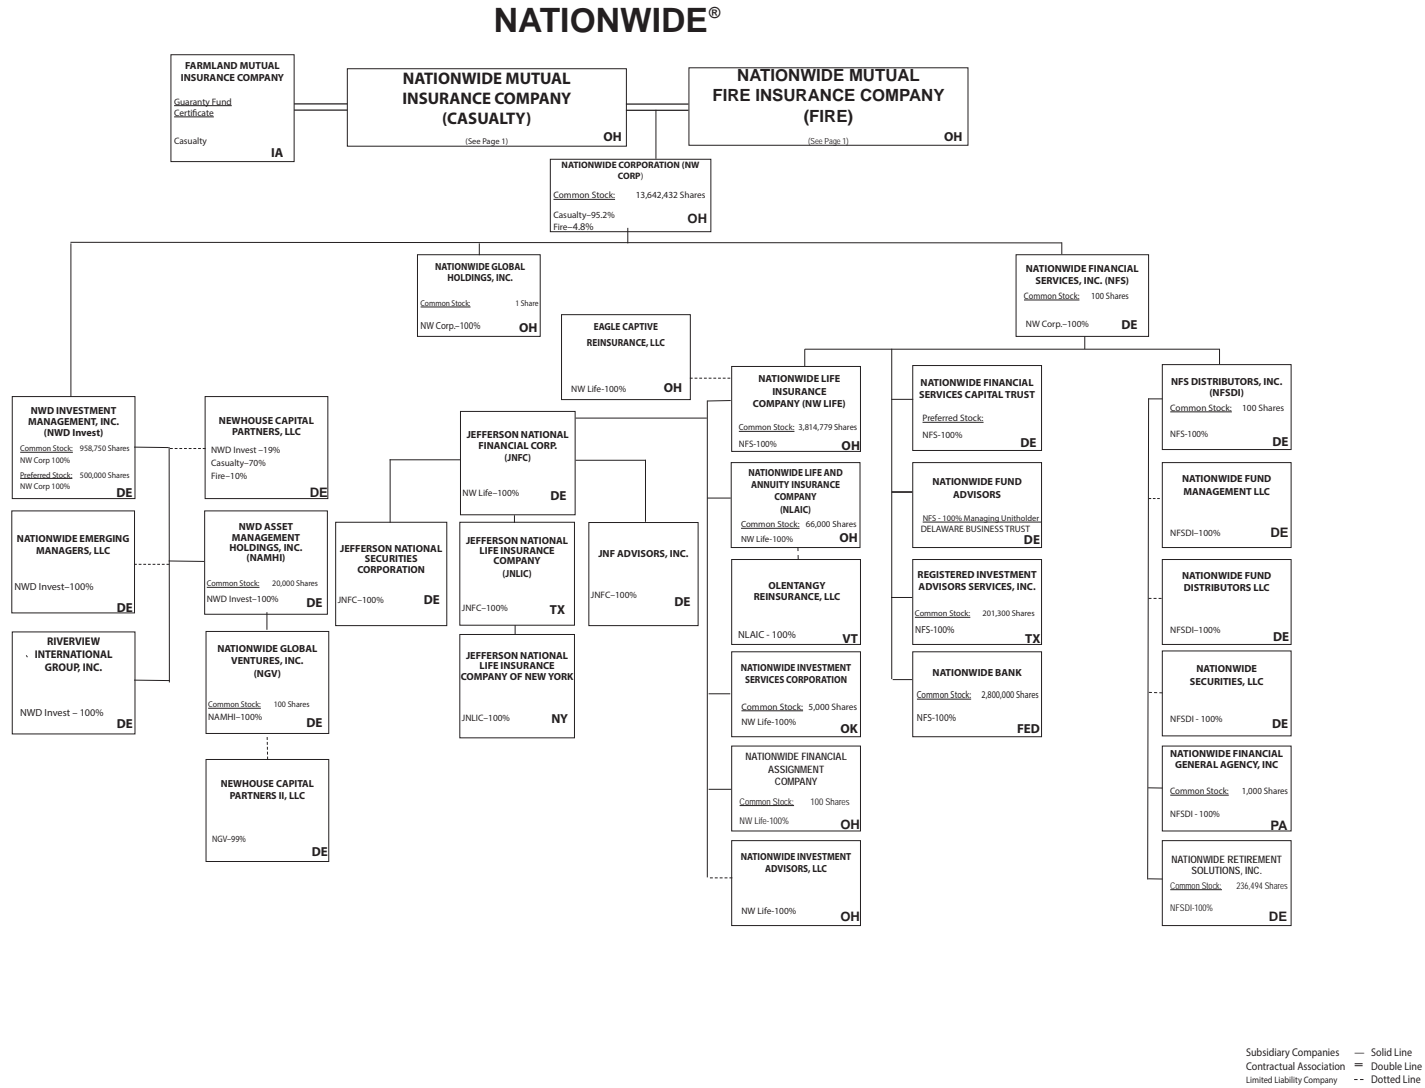 NATIONWIDE®
FARMLAND MUTUAL
INSURANCE COMPANY
Guaranty Fund
Certificate
Casualty
IA
NATIONWIDE MUTUAL
INSURANCE COMPANY
(CASUALTY)
(See Page 1)
OH
NATIONWIDE MUTUAL
FIRE INSURANCE COMPANY
(FIRE)
(See Page 1)
OH
NATIONWIDE CORPORATION (NW
CORP)
Common Stock: 13,642,432 Shares
Casualty–95.2%
Fire–4.8%
OH
NATIONWIDE GLOBAL
HOLDINGS, INC.
Common Stock: 1 Share
NW Corp.–100%
OH
NATIONWIDE FINANCIAL
SERVICES, INC. (NFS)
Common Stock: 100 Shares
NW Corp.–100%
DE
EAGLE CAPTIVE
REINSURANCE, LLC
NW Life-100%
OH
NWD INVESTMENT
MANAGEMENT, INC.
(NWD Invest)
Common Stock: 958,750 Shares
NW Corp 100%
Preferred Stock: 500,000 Shares
NW Corp 100%
DE
NEWHOUSE CAPITAL
PARTNERS, LLC
NWD Invest –19%
Casualty–70%
Fire–10%
DE
NATIONWIDE EMERGING
MANAGERS, LLC
NWD Invest–100%
DE
NWD ASSET
MANAGEMENT
HOLDINGS, INC.
(NAMHI)
Common Stock: 20,000 Shares
NWD Invest–100%
DE
RIVERVIEW
INTERNATIONAL
GROUP, INC.
NWD Invest – 100%
DE
NATIONWIDE GLOBAL
VENTURES, INC.
(NGV)
Common Stock: 100 Shares
NAMHI–100%
DE
NEWHOUSE CAPITAL
PARTNERS II, LLC
NGV–99%
DE
JEFFERSON NATIONAL
FINANCIAL CORP.
(JNFC)
NW Life–100%
DE
JEFFERSON NATIONAL
SECURITIES
CORPORATION
JNFC–100%
DE
JEFFERSON NATIONAL
LIFE INSURANCE
COMPANY
(JNLIC)
JNFC–100%
TX
JNF ADVISORS, INC.
JNFC–100%
DE
JEFFERSON NATIONAL
LIFE INSURANCE
COMPANY OF NEW YORK
JNLIC–100%
NY
NATIONWIDE LIFE
INSURANCE
COMPANY (NW LIFE)
Common Stock: 3,814,779 Shares
NFS-100%
OH
NATIONWIDE LIFE AND
ANNUITY INSURANCE
COMPANY
(NLAIC)
Common Stock: 66,000 Shares
NW Life-100%
OH
OLENTANGY
REINSURANCE, LLC
NLAIC - 100%
VT
NATIONWIDE INVESTMENT
SERVICES CORPORATION
Common Stock: 5,000 Shares
NW Life-100%
OK
NATIONWIDE FINANCIAL
ASSIGNMENT
COMPANY
Common Stock: 100 Shares
NW Life-100%
OH
NATIONWIDE INVESTMENT
ADVISORS, LLC
NW Life-100%
OH
NATIONWIDE FINANCIAL
SERVICES CAPITAL TRUST
Preferred Stock:
NFS-100%
DE
NATIONWIDE FUND
ADVISORS
NFS - 100% Managing Unitholder
DELAWARE BUSINESS TRUST
DE
REGISTERED INVESTMENT
ADVISORS SERVICES, INC.
Common Stock: 201,300 Shares
NFS-100%
TX
NATIONWIDE BANK
Common Stock: 2,800,000 Shares
NFS-100%
FED
NFS DISTRIBUTORS, INC.
(NFSDI)
Common Stock: 100 Shares
NFS-100%
DE
NATIONWIDE FUND
MANAGEMENT LLC
NFSDI–100%
DE
NATIONWIDE FUND
DISTRIBUTORS LLC
NFSDI–100%
DE
NATIONWIDE
SECURITIES, LLC
NFSDI - 100%
DE
NATIONWIDE FINANCIAL
GENERAL AGENCY, INC
Common Stock: 1,000 Shares
NFSDI - 100%
PA
NATIONWIDE RETIREMENT
SOLUTIONS, INC.
Common Stock: 236,494 Shares
NFSDI-100%
DE
Subsidiary Companies — Solid Line
Contractual Association = Double Line
Limited Liability Company -- Dotted Line